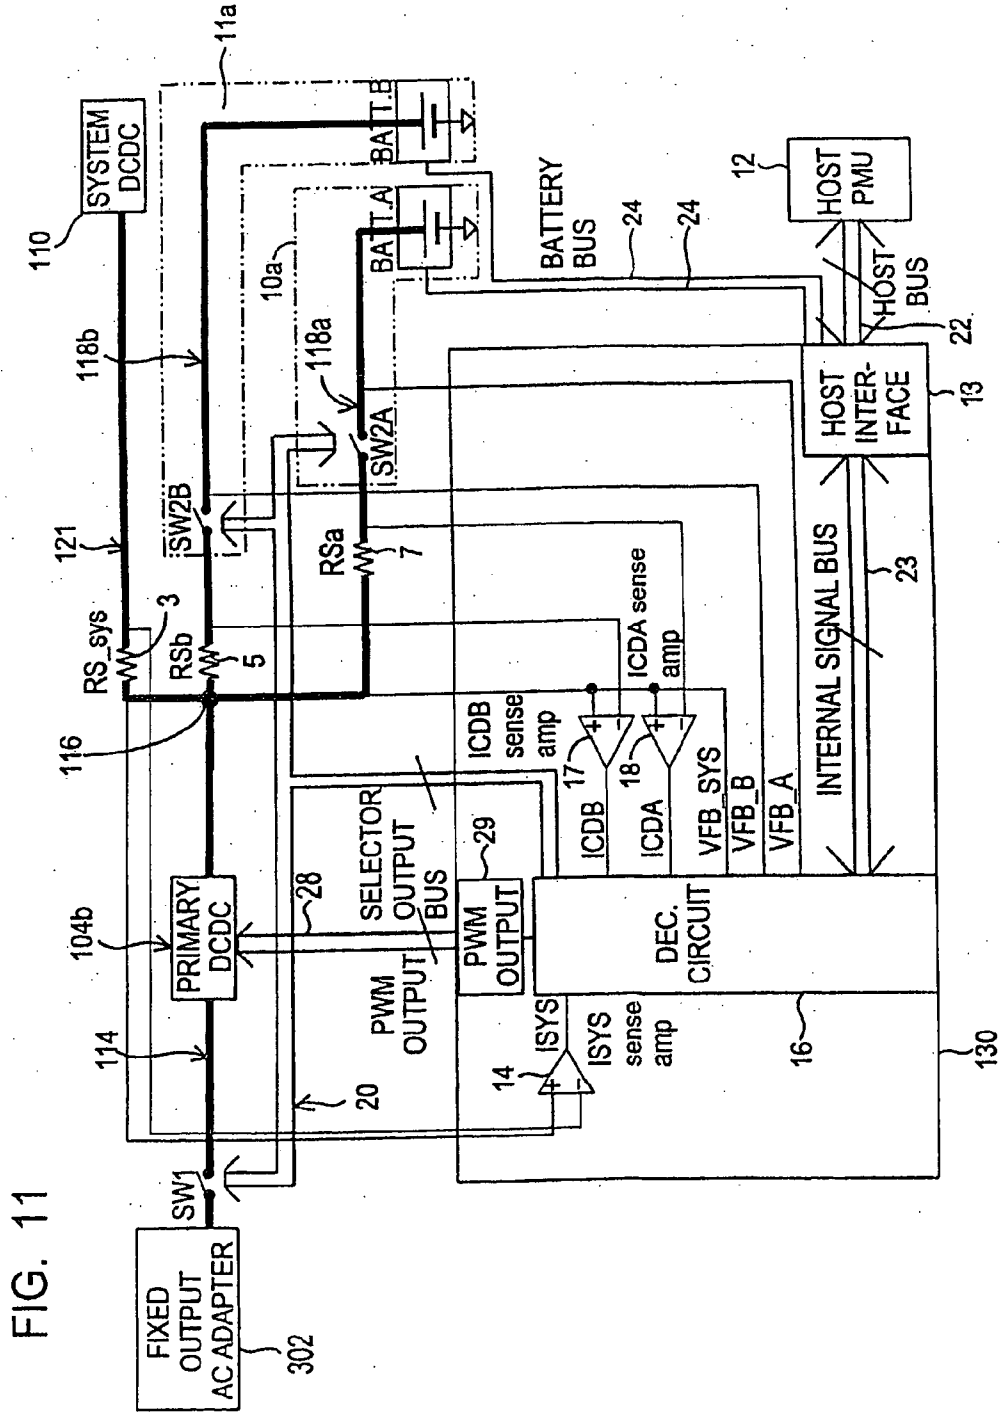 FIG. 11
FIXED
OUTPUT
AC ADAPTER
302
SW1
114
20
104b
PRIMARY
DCDC
28
PWM
OUTPUT
SELECTOR
OUTPUT
BUS
116
RS_sys
3
121
RSb
5
RSa
7
SW2B
SW2A
118b
118a
110
SYSTEM
DCDC
11a
10a
BATT.B
BATT.A
BATTERY
BUS
24
24
12
HOST
PMU
HOST
BUS
22
HOST
INTER-
FACE
13
INTERNAL SIGNAL BUS
23
ICDB
sense
amp
ICDA sense
amp
17
18
ICDB
ICDA
VFB_SYS
VFB_B
VFB_A
29
PWM
OUTPUT
DEC.
CIRCUIT
16
130
14
ISYS
ISYS
sense
amp
+
−
+
−
+
−